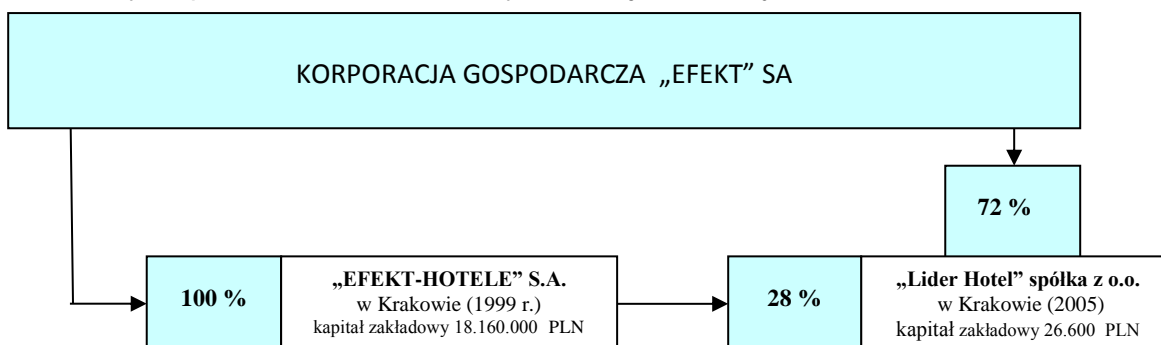 KORPORACJA GOSPODARCZA „EFEKT” SA
72 %
100 %
„EFEKT-HOTELE” S.A.
w Krakowie (1999 r.)
kapitał zakładowy 18.160.000 PLN
28 %
„Lider Hotel” spółka z o.o.
w Krakowie (2005)
kapitał zakładowy 26.600 PLN